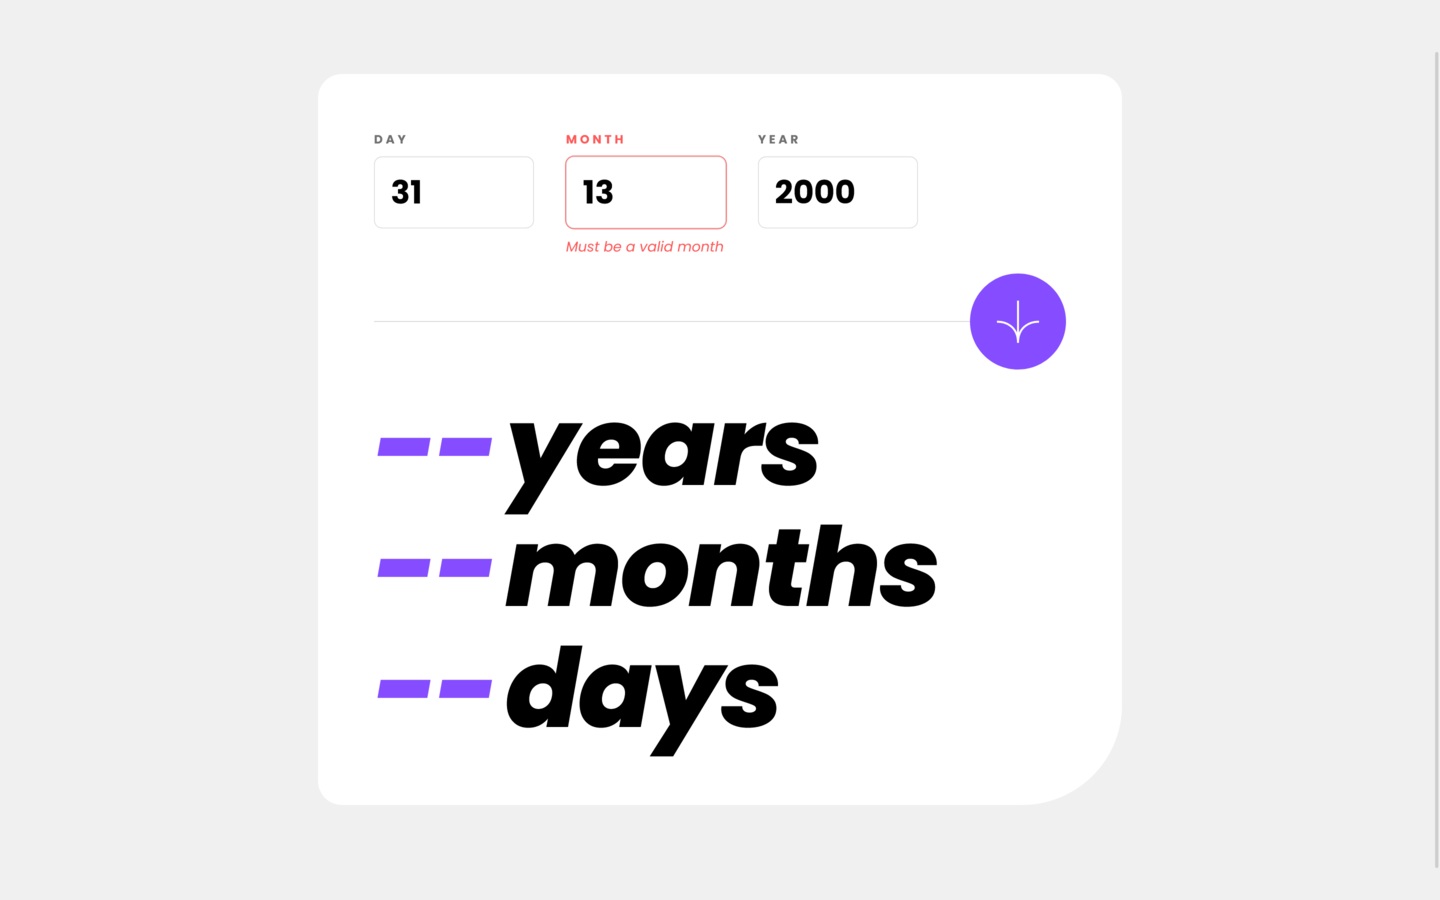 DAY MONTH YEAR
31 13 2000
Must be a valid month
-- years
-- months
-- days